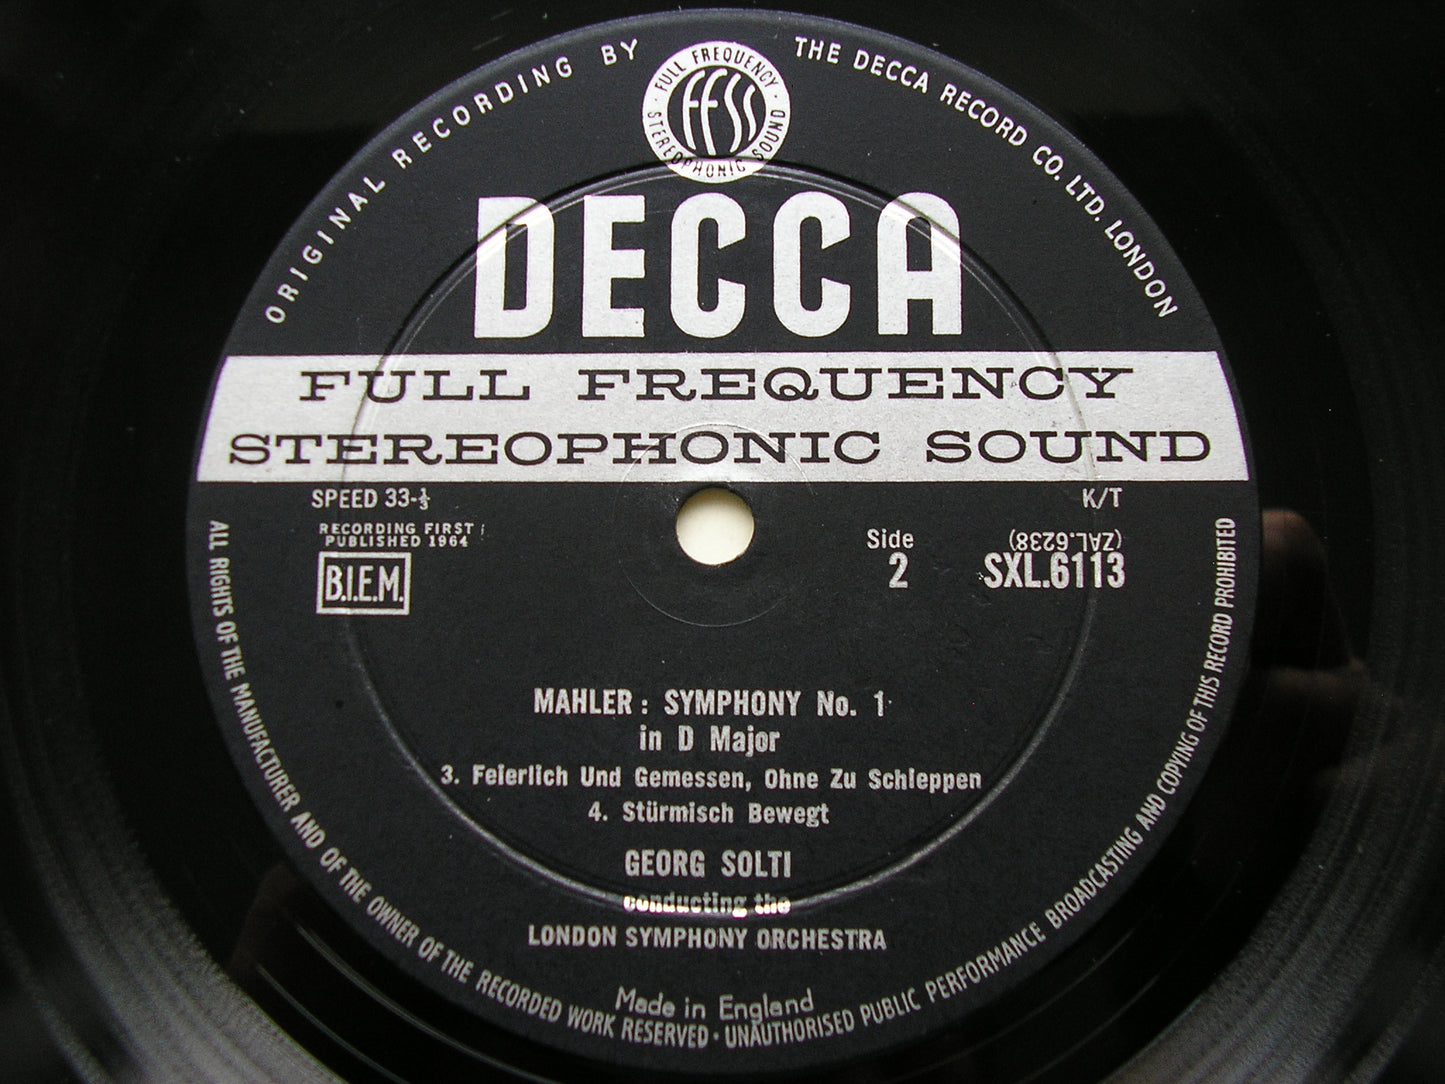 ORIGINAL RECORDING BY
THE DECCA RECORD CO. LTD. LONDON
FULL FREQUENCY
FFSS
STEREOPHONIC SOUND
DECCA
FULL FREQUENCY
STEREOPHONIC SOUND
SPEED 33-⅓
K/T
RECORDING FIRST
PUBLISHED 1964
B.I.E.M.
Side
2
(ZAL.6238)
SXL.6113
MAHLER: SYMPHONY No. 1
in D Major
3. Feierlich Und Gemessen, Ohne Zu Schleppen
4. Stürmisch Bewegt
GEORG SOLTI
conducting the
LONDON SYMPHONY ORCHESTRA
Made in England
ALL RIGHTS OF THE MANUFACTURER AND OF THE OWNER OF THE RECORDED WORK RESERVED · UNAUTHORISED PUBLIC PERFORMANCE BROADCASTING AND COPYING OF THIS RECORD PROHIBITED